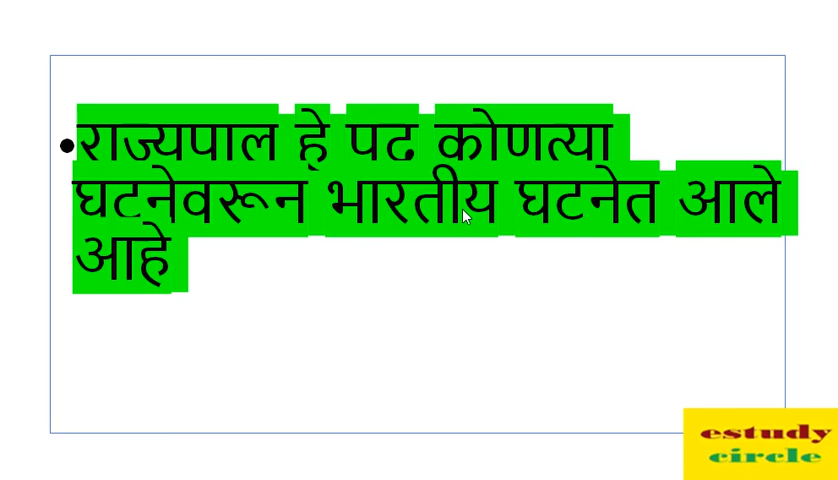 •राज्यपाल हे पद कोणत्या
घटनेवरून भारतीय घटनेत आले
आहे
estudy
circle